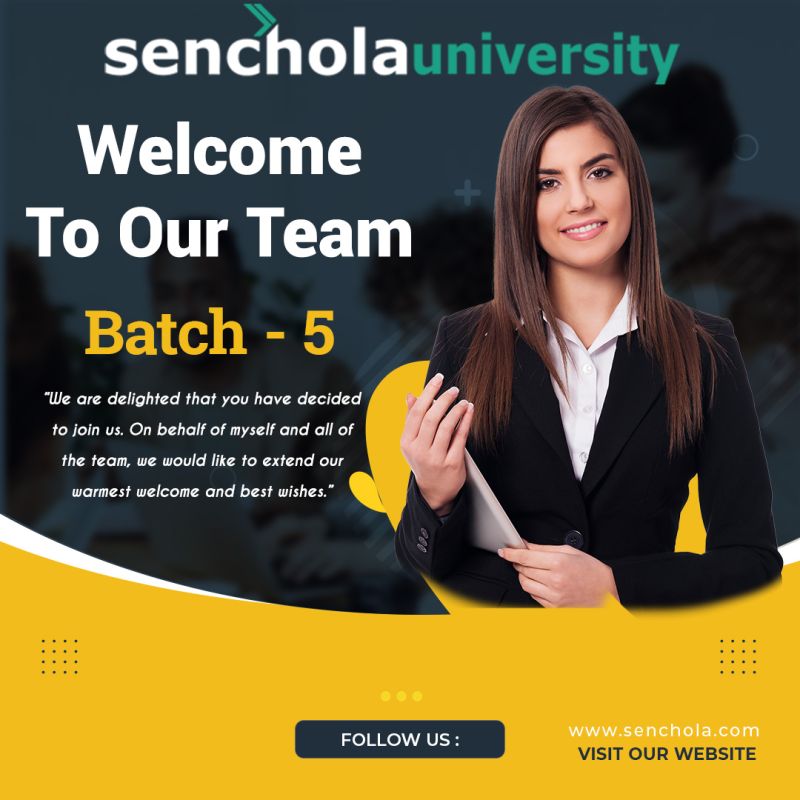 sencholauniversity
Welcome
To Our Team
Batch - 5
"We are delighted that you have decided
to join us. On behalf of myself and all of
the team, we would like to extend our
warmest welcome and best wishes."
FOLLOW US :
www.senchola.com
VISIT OUR WEBSITE